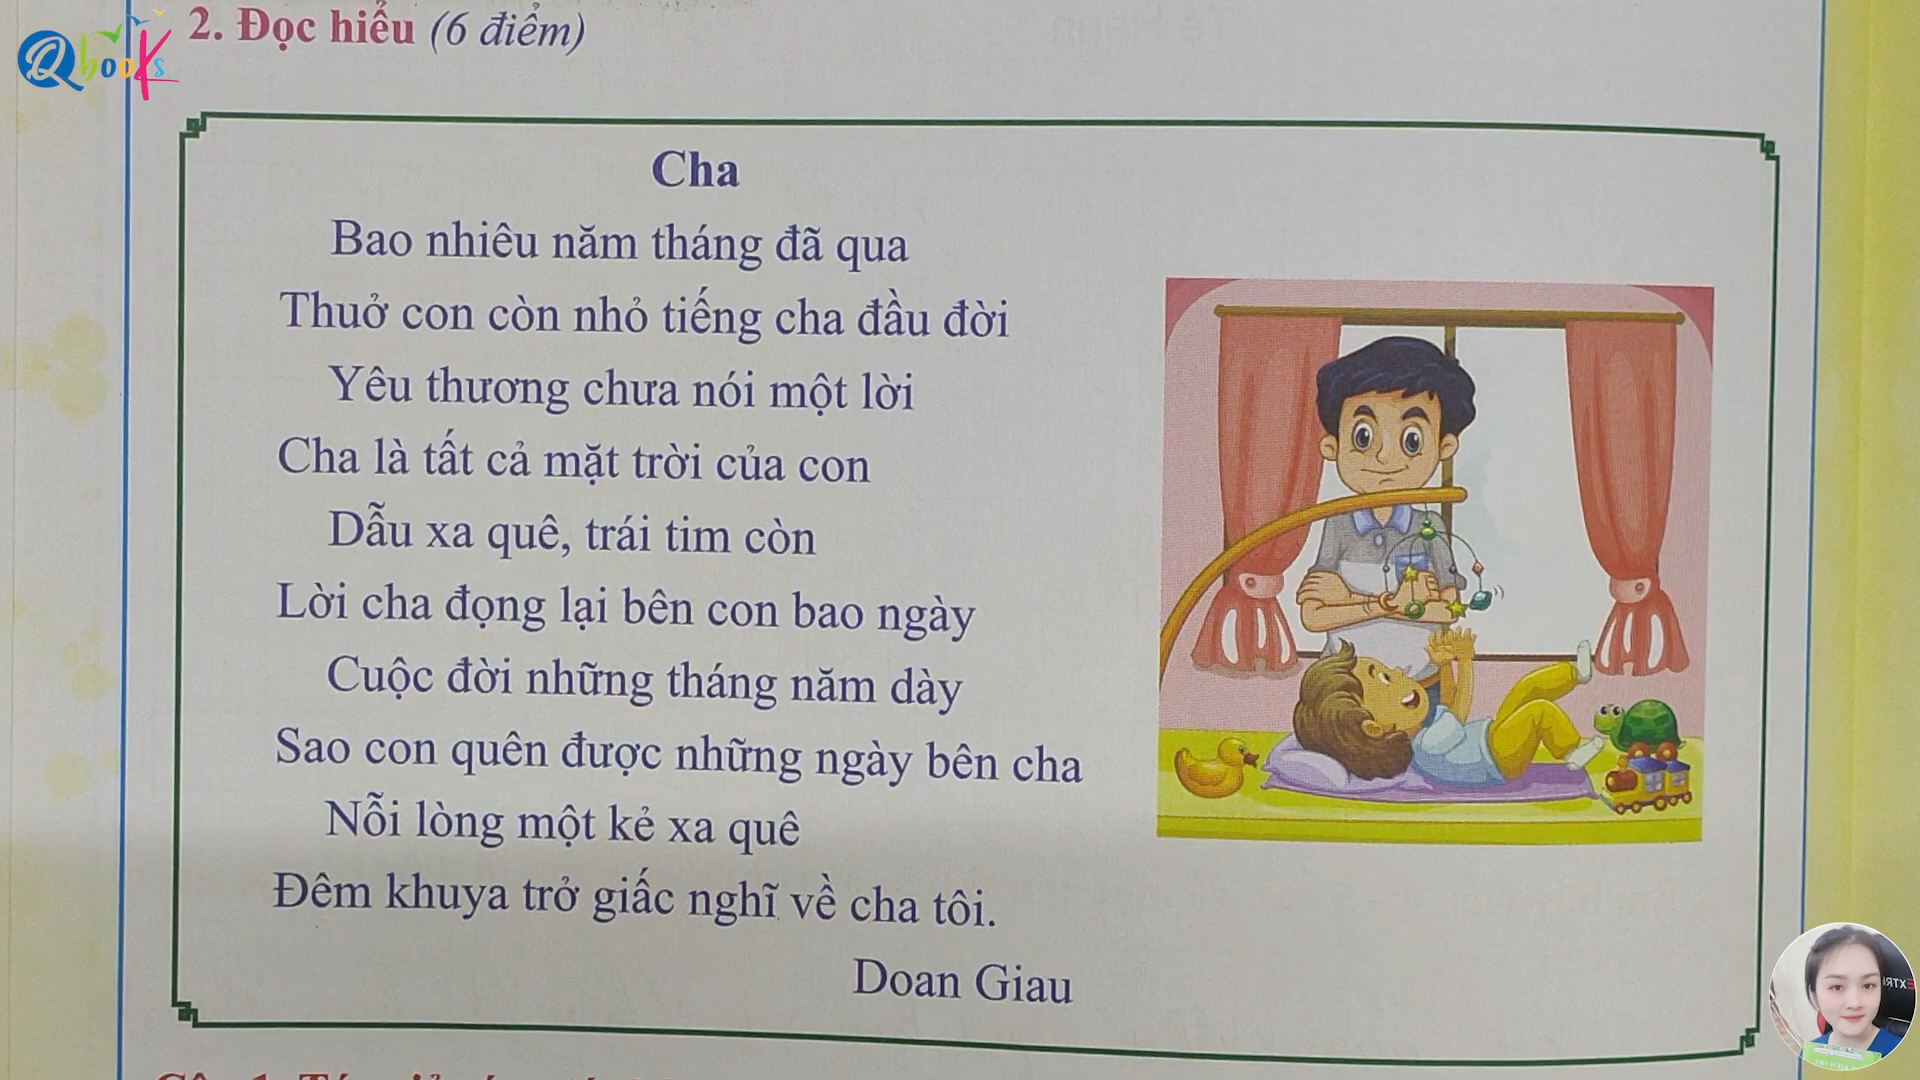 Qbooks
2. Đọc hiểu (6 điểm)
Cha
Bao nhiêu năm tháng đã qua
Thuở con còn nhỏ tiếng cha đầu đời
Yêu thương chưa nói một lời
Cha là tất cả mặt trời của con
Dẫu xa quê, trái tim còn
Lời cha đọng lại bên con bao ngày
Cuộc đời những tháng năm dày
Sao con quên được những ngày bên cha
Nỗi lòng một kẻ xa quê
Đêm khuya trở giấc nghĩ về cha tôi.
Doan Giau